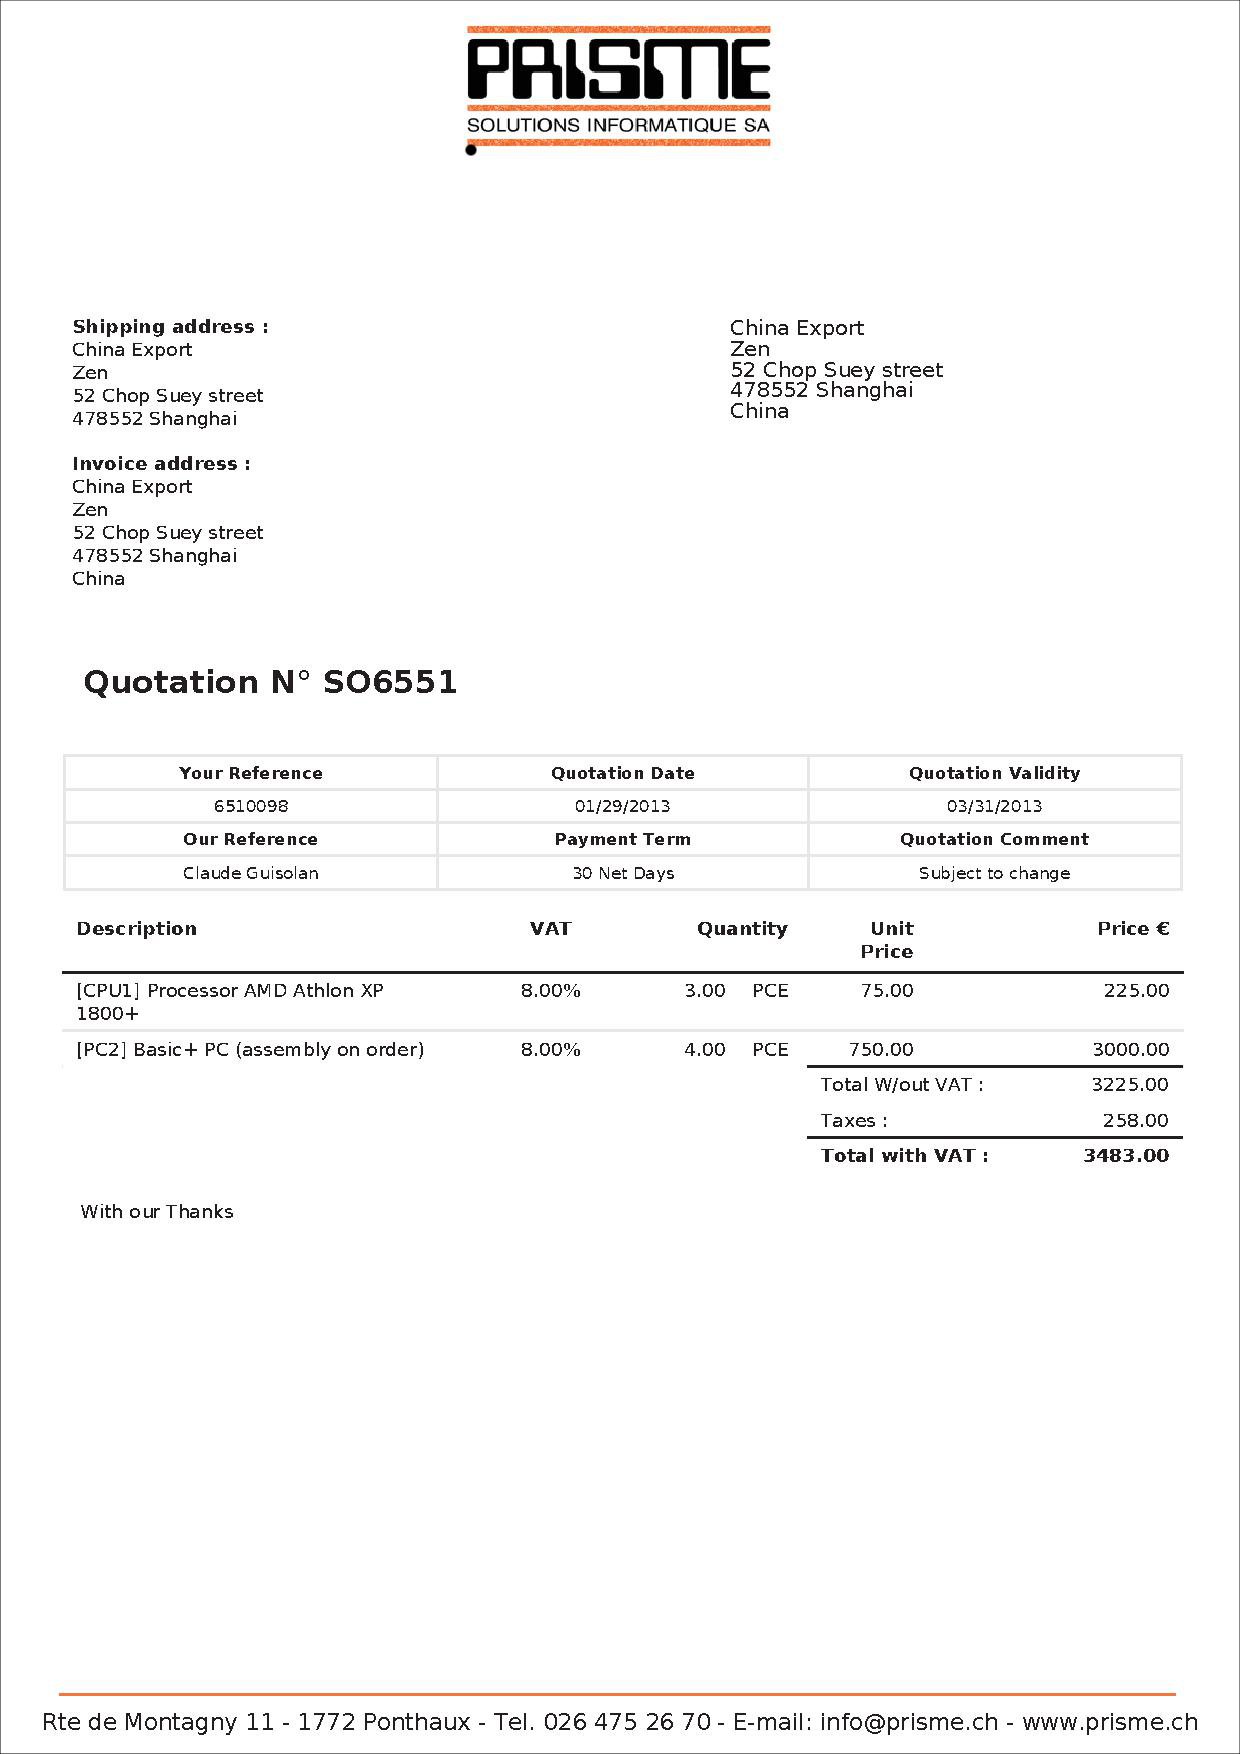 PRISME
SOLUTIONS INFORMATIQUE SA
Shipping address :
China Export
Zen
52 Chop Suey street
478552 Shanghai
China Export
Zen
52 Chop Suey street
478552 Shanghai
China
Invoice address :
China Export
Zen
52 Chop Suey street
478552 Shanghai
China
Quotation N° SO6551
Your Reference Quotation Date Quotation Validity
6510098 01/29/2013 03/31/2013
Our Reference Payment Term Quotation Comment
Claude Guisolan 30 Net Days Subject to change
Description VAT Quantity Unit Price €
Price
[CPU1] Processor AMD Athlon XP 8.00% 3.00 PCE 75.00 225.00
1800+
[PC2] Basic+ PC (assembly on order) 8.00% 4.00 PCE 750.00 3000.00
Total W/out VAT : 3225.00
Taxes : 258.00
Total with VAT : 3483.00
With our Thanks
Rte de Montagny 11 - 1772 Ponthaux - Tel. 026 475 26 70 - E-mail: info@prisme.ch - www.prisme.ch